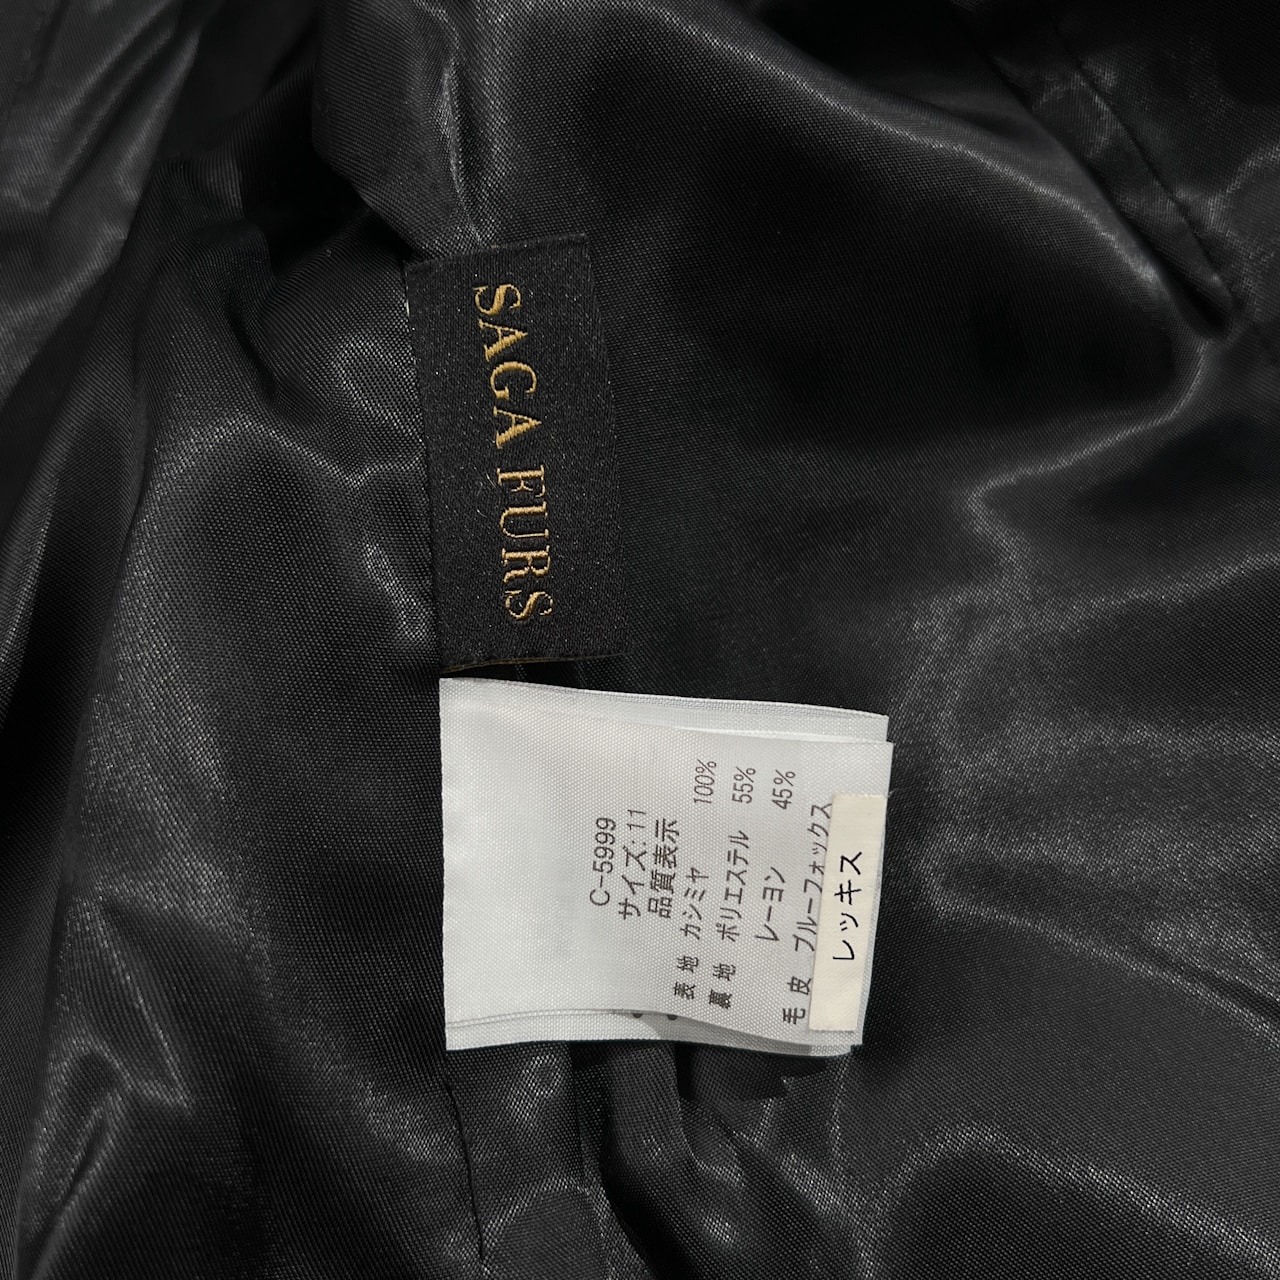 SAGA FURS
C-5999
サイズ:11
品質表示
表 地 カシミヤ 100%
裏 地 ポリエステル 55%
レーヨン 45%
毛 皮 ブルーフォックス
レッキス